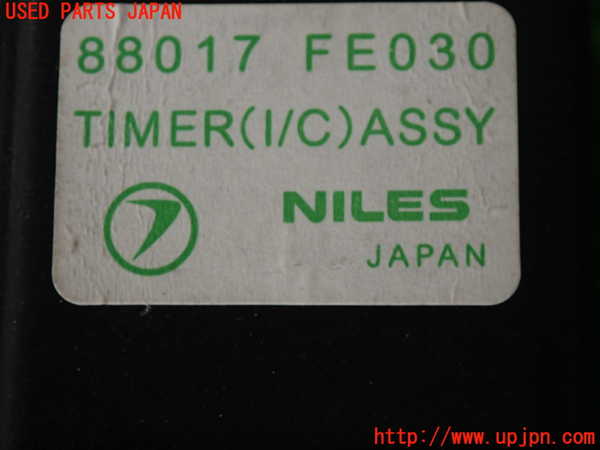 USED PARTS JAPAN
88017 FE030
TIMER(I/C)ASSY
NILES
JAPAN
http://www.upjpn.com/